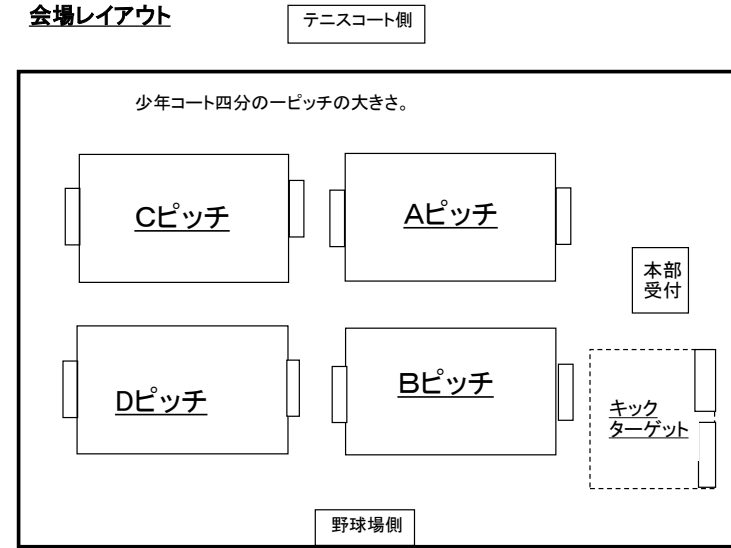 会場レイアウト
テニスコート側
少年コート四分の一ピッチの大きさ。
Cピッチ
Aピッチ
本部
受付
Dピッチ
Bピッチ
キック
ターゲット
野球場側